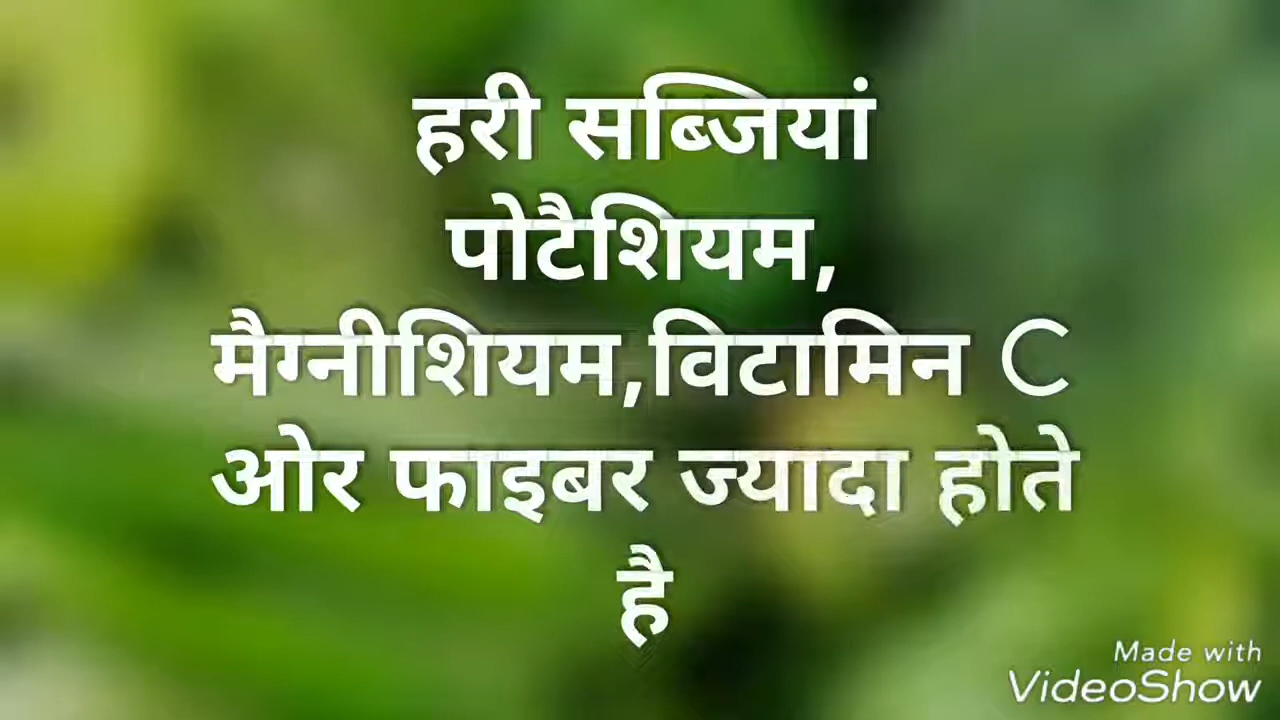 हरी सब्जियां
पोटैशियम,
मैग्नीशियम,विटामिन C
ओर फाइबर ज्यादा होते
है
Made with
VideoShow